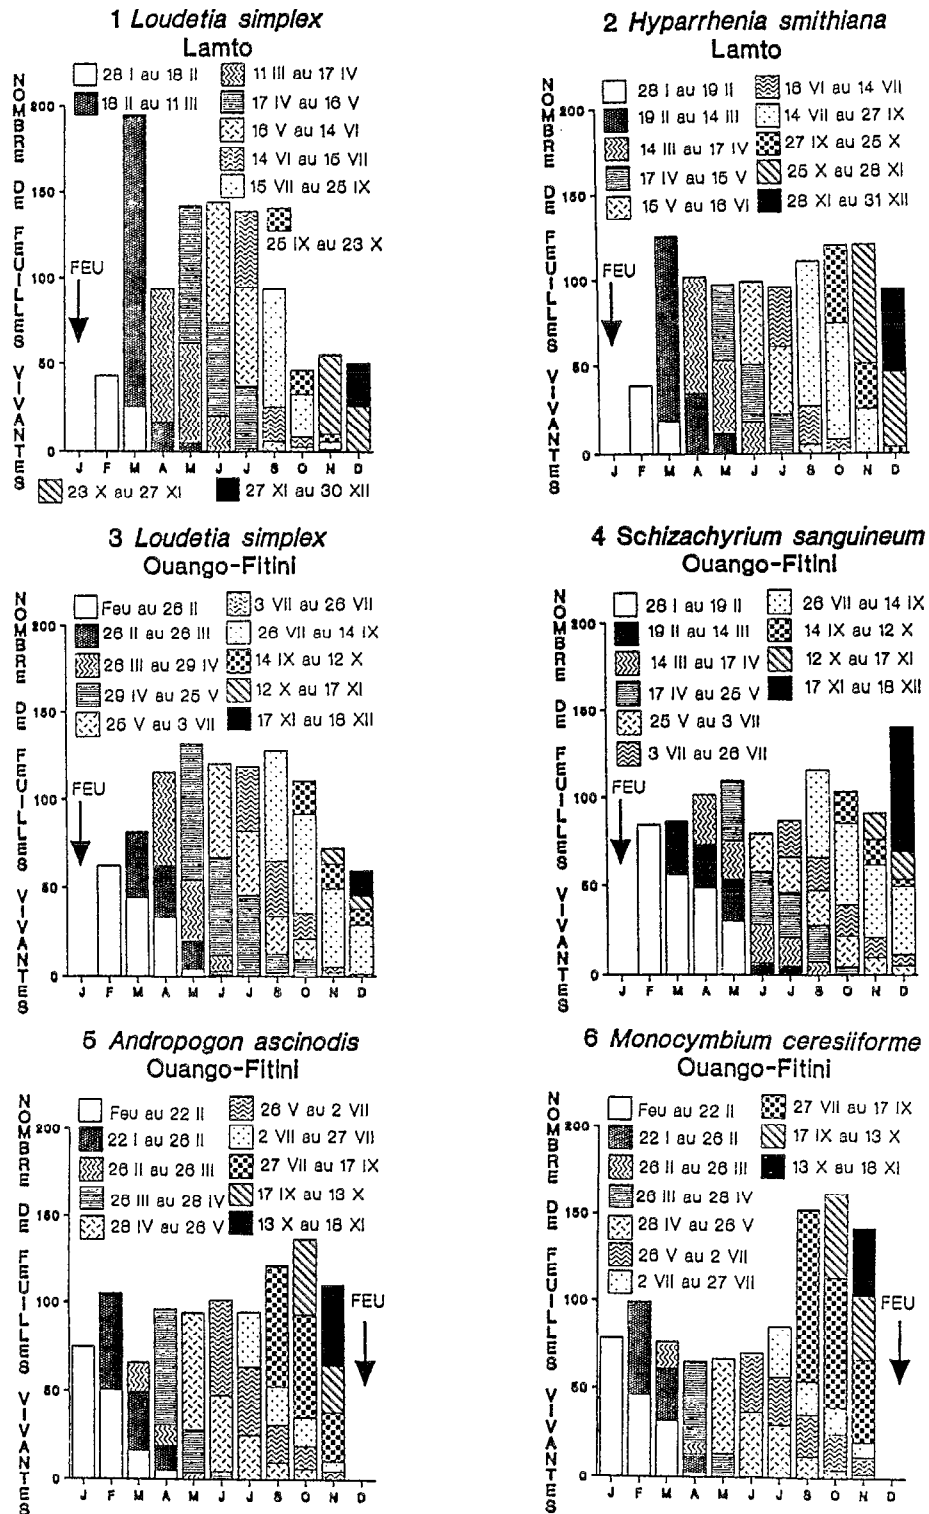 1 Loudetia simplex
Lamto
NOMBRE DE FEUILLES VIVANTES
28 I au 18 II
18 II au 11 III
11 III au 17 IV
17 IV au 16 V
16 V au 14 VI
14 VI au 15 VII
15 VII au 25 IX
25 IX au 23 X
200
150
100
50
0
FEU
J F M A M J J A S O N D
23 X au 27 XI
27 XI au 30 XII
2 Hyparrhenia smithiana
Lamto
NOMBRE DE FEUILLES VIVANTES
28 I au 19 II
19 II au 14 III
14 III au 17 IV
17 IV au 15 V
15 V au 16 VI
16 VI au 14 VII
14 VII au 27 IX
27 IX au 25 X
25 X au 28 XI
28 XI au 31 XII
200
150
100
50
0
FEU
J F M A M J J S O N D
3 Loudetia simplex
Ouango-Fitini
NOMBRE DE FEUILLES VIVANTES
Feu au 26 II
26 II au 26 III
26 III au 29 IV
29 IV au 25 V
25 V au 3 VII
3 VII au 26 VII
26 VII au 14 IX
14 IX au 12 X
12 X au 17 XI
17 XI au 18 XII
200
150
100
50
0
FEU
J F M A M J J S O N D
4 Schizachyrium sanguineum
Ouango-Fitini
NOMBRE DE FEUILLES VIVANTES
28 I au 19 II
19 II au 14 III
14 III au 17 IV
17 IV au 25 V
25 V au 3 VII
3 VII au 26 VII
26 VII au 14 IX
14 IX au 12 X
12 X au 17 XI
17 XI au 18 XII
200
150
100
50
0
FEU
J F M A M J J S O N D
5 Andropogon ascinodis
Ouango-Fitini
NOMBRE DE FEUILLES VIVANTES
Feu au 22 II
22 I au 26 II
26 II au 26 III
26 III au 28 IV
28 IV au 26 V
26 V au 2 VII
2 VII au 27 VII
27 VII au 17 IX
17 IX au 13 X
13 X au 18 XI
200
150
100
50
0
FEU
J F M A M J J S O N D
6 Monocymbium ceresiiforme
Ouango-Fitini
NOMBRE DE FEUILLES VIVANTES
Feu au 22 II
22 I au 26 II
26 II au 26 III
26 III au 28 IV
28 IV au 26 V
26 V au 2 VII
2 VII au 27 VII
27 VII au 17 IX
17 IX au 13 X
13 X au 18 XI
200
150
100
50
0
FEU
J F M A M J J S O N D